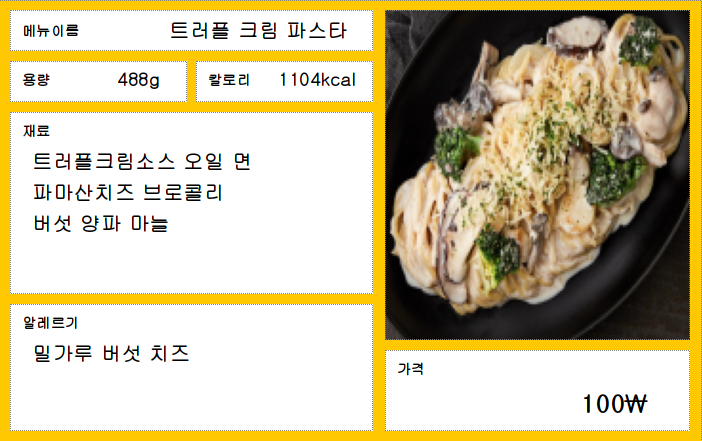 메뉴이름 트러플 크림 파스타
용량 488g 칼로리 1104kcal
재료
트러플크림소스 오일 면
파마산치즈 브로콜리
버섯 양파 마늘
알레르기
밀가루 버섯 치즈
가격
100₩